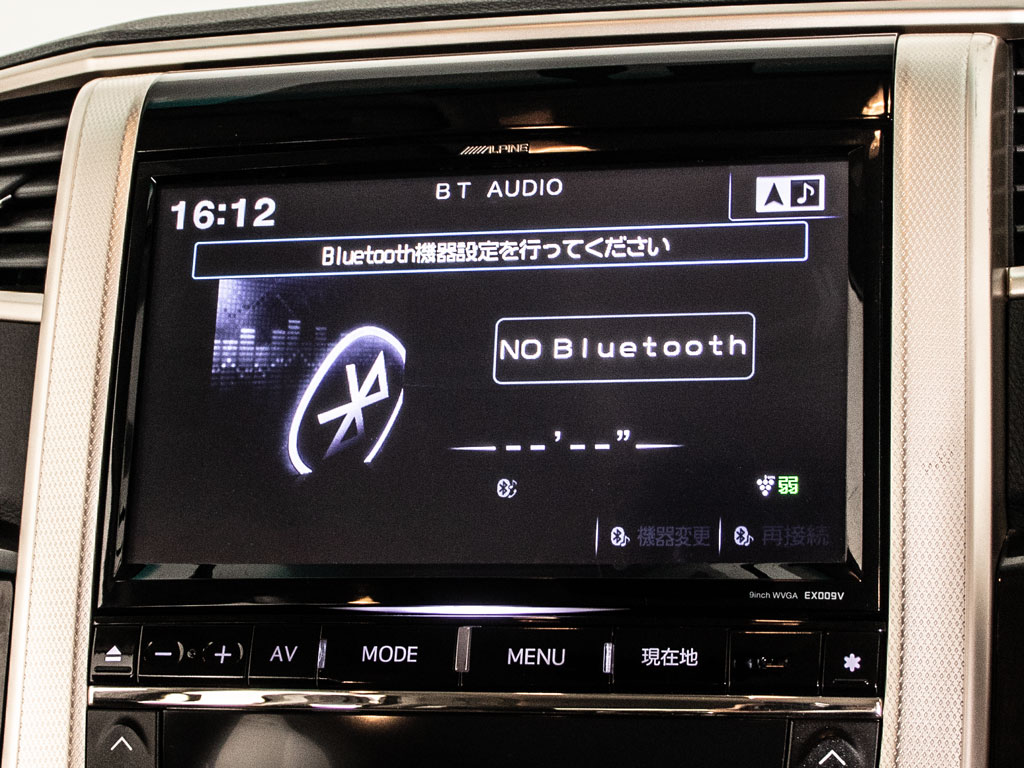 ALPINE
BT AUDIO
16:12
Bluetooth機器設定を行ってください
NO Bluetooth
--'--”
弱
機器変更
再接続
9inch WVGA EX009V
− + AV MODE MENU 現在地 ✱